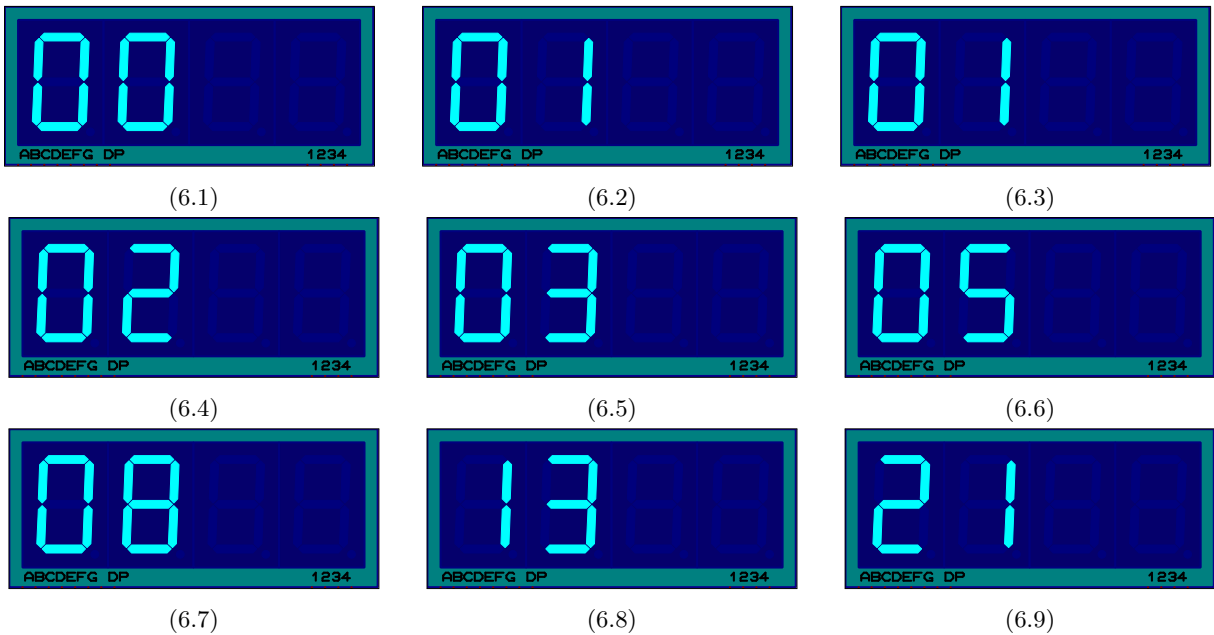 00 01 01
ABCDEFG DP 1234 ABCDEFG DP 1234 ABCDEFG DP 1234
(6.1) (6.2) (6.3)
02 03 05
ABCDEFG DP 1234 ABCDEFG DP 1234 ABCDEFG DP 1234
(6.4) (6.5) (6.6)
08 13 21
ABCDEFG DP 1234 ABCDEFG DP 1234 ABCDEFG DP 1234
(6.7) (6.8) (6.9)